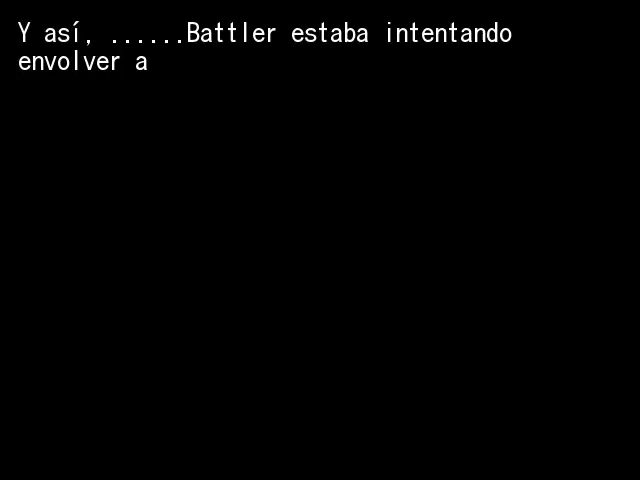 Y así, ......Battler estaba intentando
envolver a